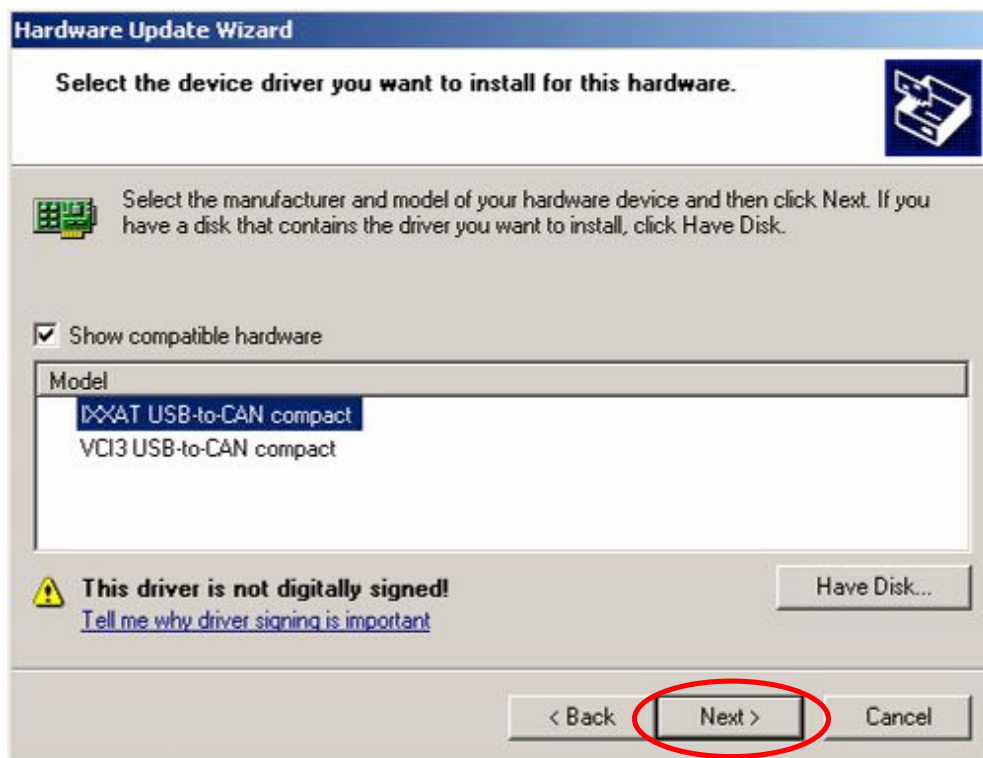 Hardware Update Wizard
Select the device driver you want to install for this hardware.
Select the manufacturer and model of your hardware device and then click Next. If you
have a disk that contains the driver you want to install, click Have Disk.
Show compatible hardware
Model
IXXAT USB-to-CAN compact
VCI3 USB-to-CAN compact
This driver is not digitally signed!
Have Disk...
Tell me why driver signing is important
< Back
Next >
Cancel